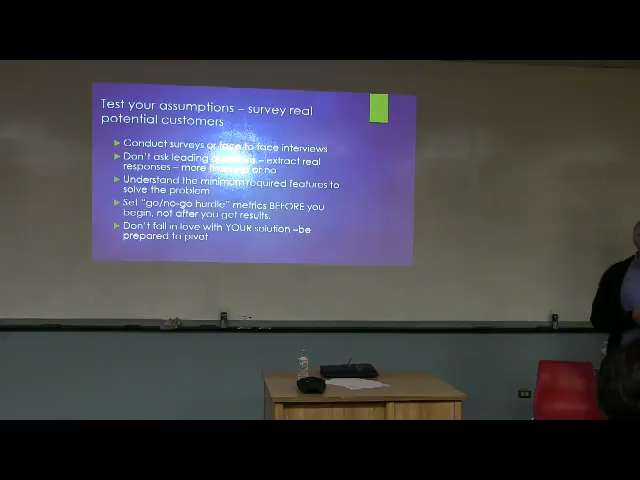 Test your assumptions – survey real
potential customers
Conduct surveys or face to face interviews
Don't ask leading – extract real
responses – more than yes or no
Understand the minimum required features to
solve the problem
Set "go/no-go hurdle" metrics BEFORE you
begin, not after you get results.
Don't fall in love with YOUR solution –be
prepared to pivot